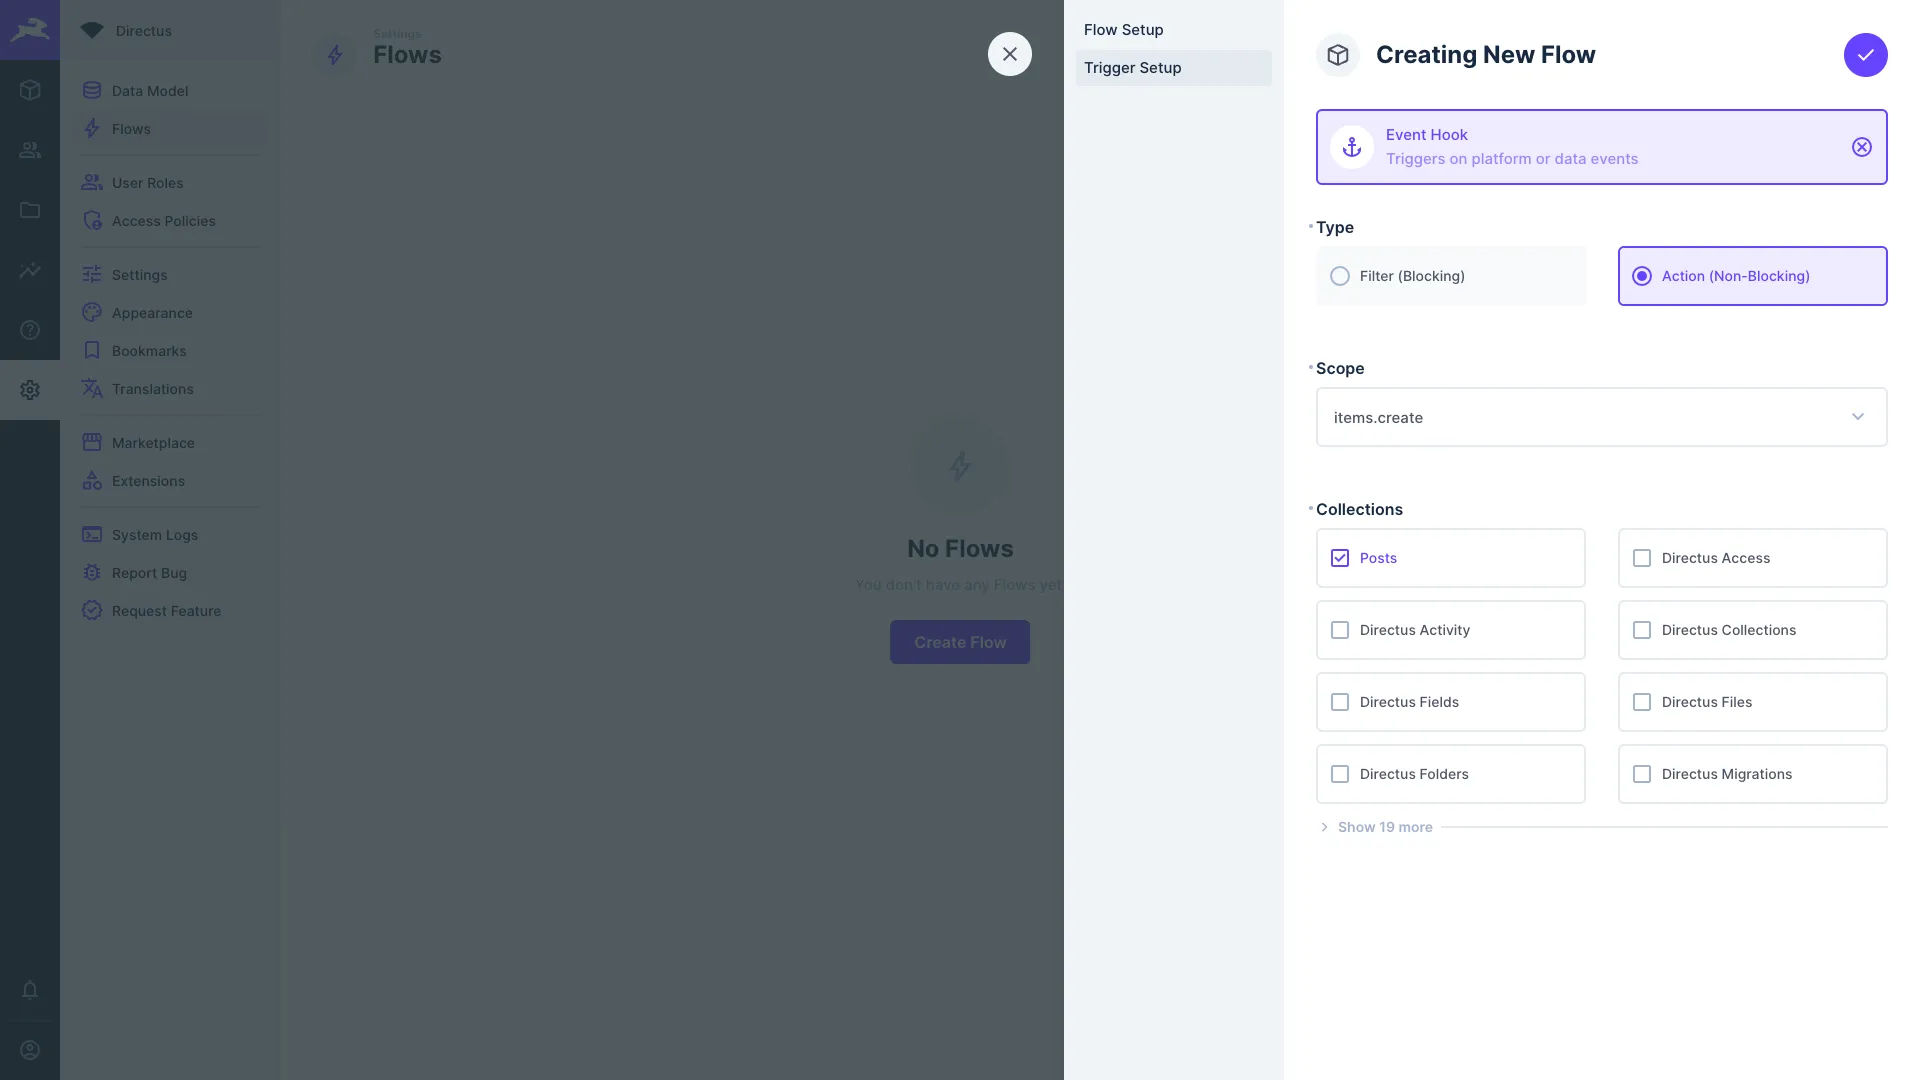 Directus
Data Model
Flows
User Roles
Access Policies
Settings
Appearance
Bookmarks
Translations
Marketplace
Extensions
System Logs
Report Bug
Request Feature
Settings
Flows
No Flows
You don't have any Flows yet
Create Flow
Flow Setup
Trigger Setup
Creating New Flow
Event Hook
Triggers on platform or data events
Type
Filter (Blocking)
Action (Non-Blocking)
Scope
items.create
Collections
Posts
Directus Access
Directus Activity
Directus Collections
Directus Fields
Directus Files
Directus Folders
Directus Migrations
Show 19 more